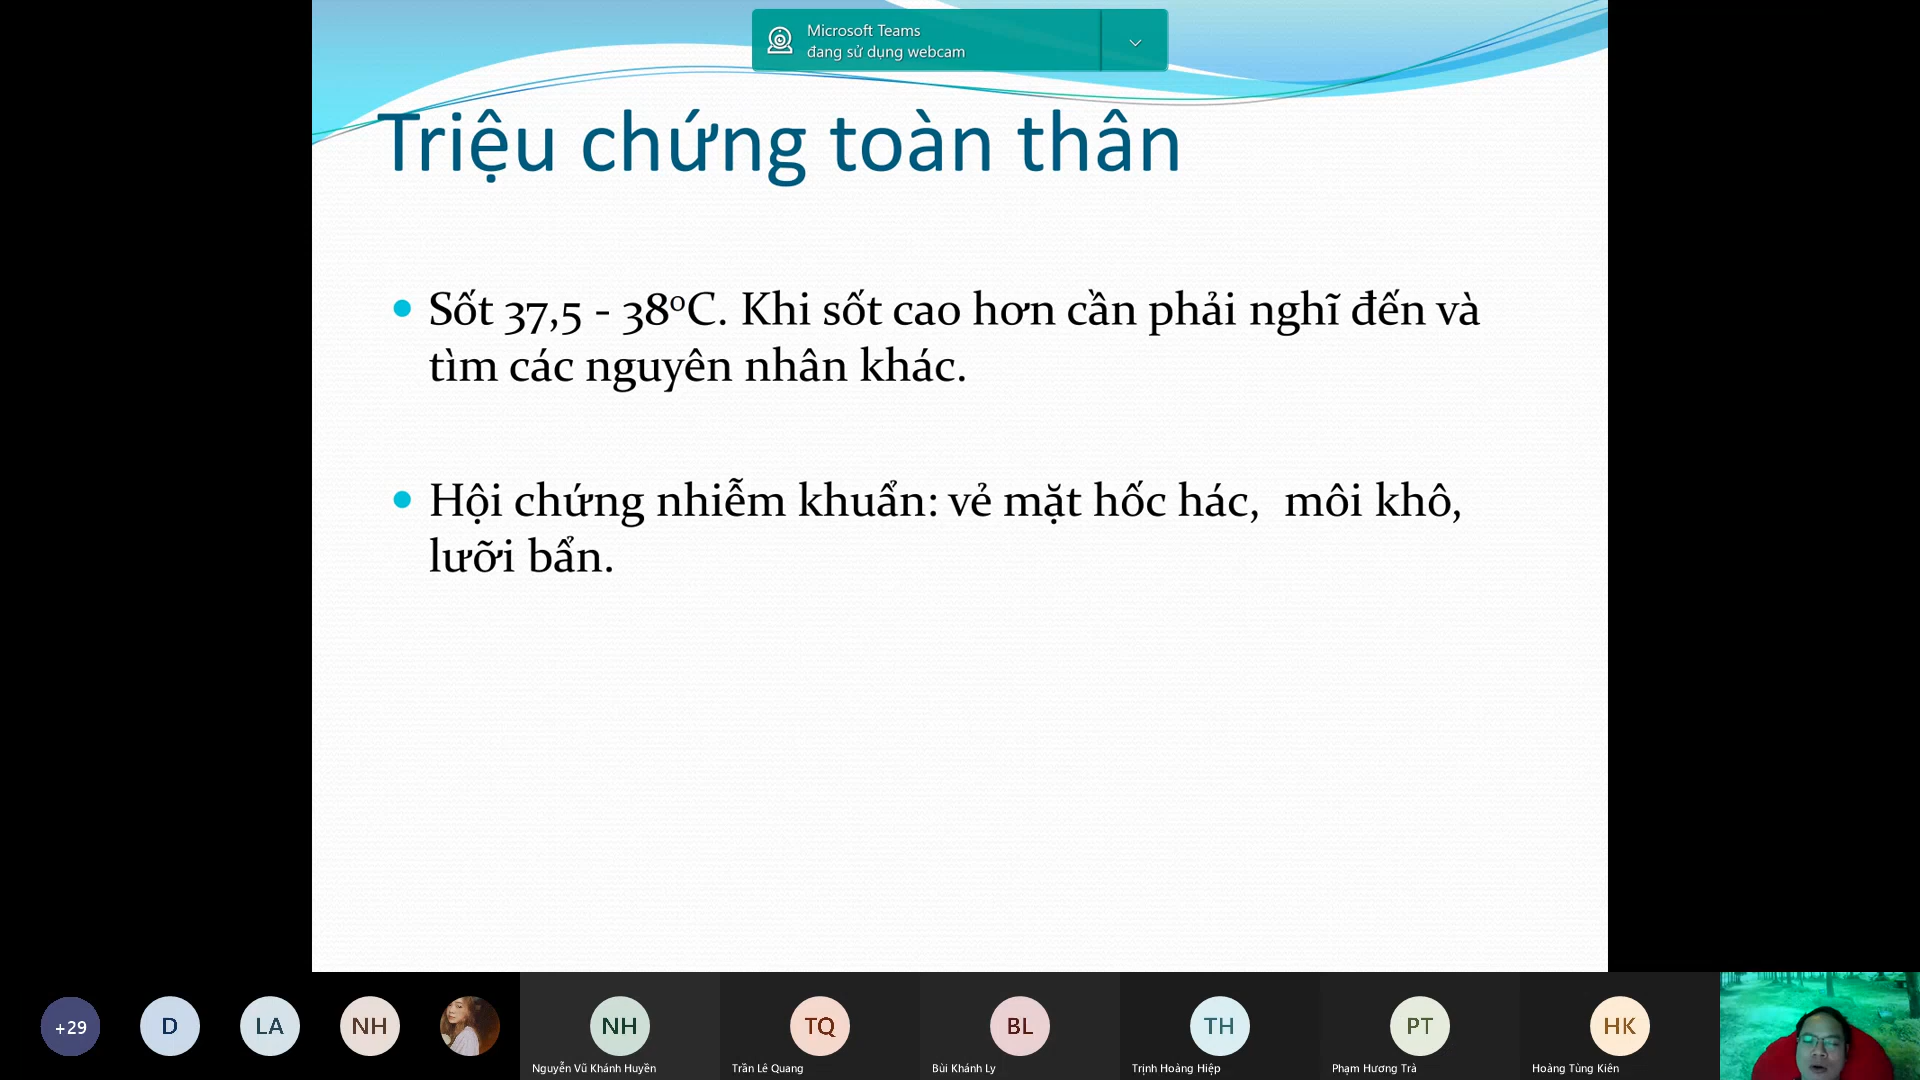 Microsoft Teams
đang sử dụng webcam
Triệu chứng toàn thân
• Sốt 37,5 - 38⁰C. Khi sốt cao hơn cần phải nghĩ đến và
tìm các nguyên nhân khác.
• Hội chứng nhiễm khuẩn: vẻ mặt hốc hác,  môi khô,
lưỡi bẩn.
+29
D
LA
NH
NH
TQ
BL
TH
PT
HK
Nguyễn Vũ Khánh Huyền
Trần Lê Quang
Bùi Khánh Ly
Trịnh Hoàng Hiệp
Phạm Hương Trà
Hoàng Tùng Kiên